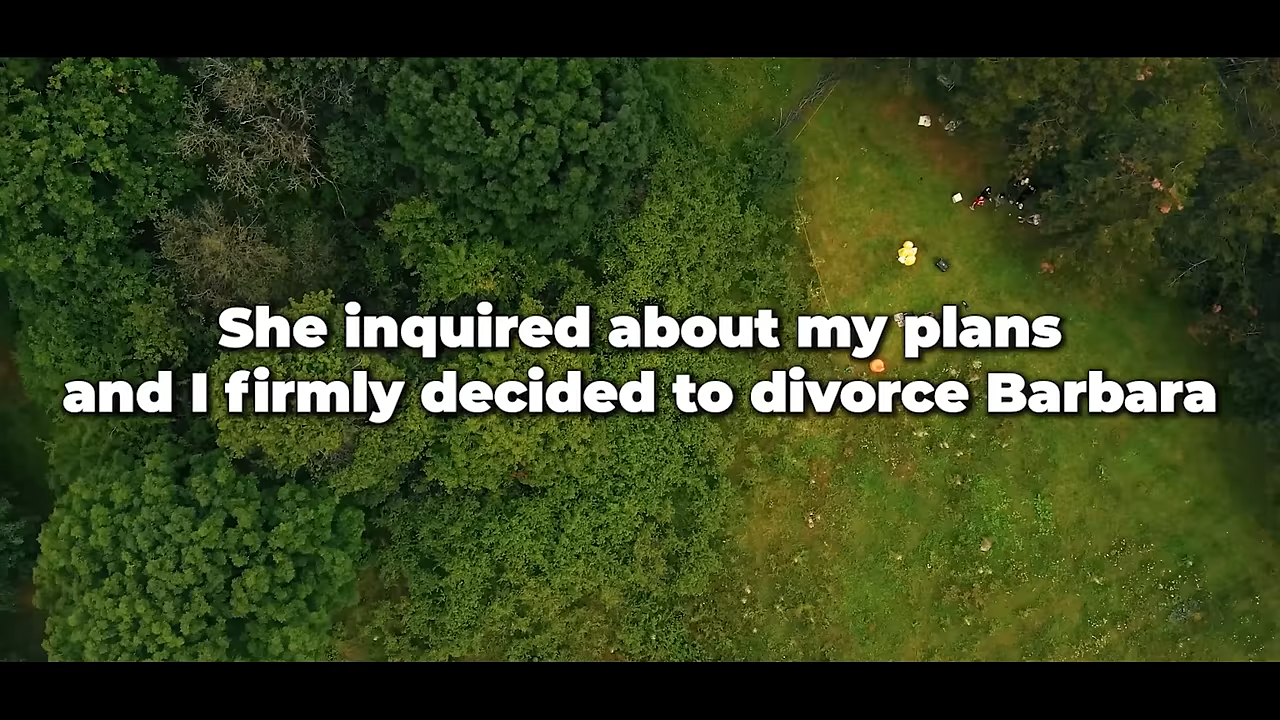 She inquired about my plans
and I firmly decided to divorce Barbara